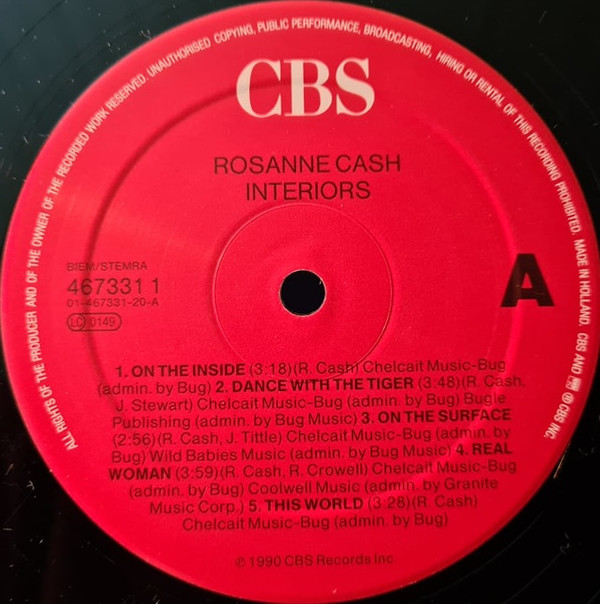 ALL RIGHTS OF THE PRODUCER AND OF THE OWNER OF THE RECORDED WORK RESERVED. UNAUTHORISED COPYING, PUBLIC PERFORMANCE, BROADCASTING, HIRING OR RENTAL OF THIS RECORDING PROHIBITED. MADE IN HOLLAND. CBS AND ® CBS INC.
CBS
ROSANNE CASH
INTERIORS
BIEM/STEMRA
467331 1
01-467331-20-A
LC 0149
A
1. ON THE INSIDE (3:18)(R. Cash) Chelcait Music-Bug
(admin. by Bug) 2. DANCE WITH THE TIGER (3:48)(R. Cash,
J. Stewart) Chelcait Music-Bug (admin. by Bug) Bugle
Publishing (admin. by Bug Music) 3. ON THE SURFACE
(2:56)(R. Cash, J. Tittle) Chelcait Music-Bug (admin. by
Bug) Wild Babies Music (admin. by Bug Music) 4. REAL
WOMAN (3:59)(R. Cash, R. Crowell) Chelcait Music-Bug
(admin. by Bug) Coolwell Music (admin. by Granite
Music Corp.) 5. THIS WORLD (3:28)(R. Cash)
Chelcait Music-Bug (admin. by Bug)
℗ 1990 CBS Records Inc.